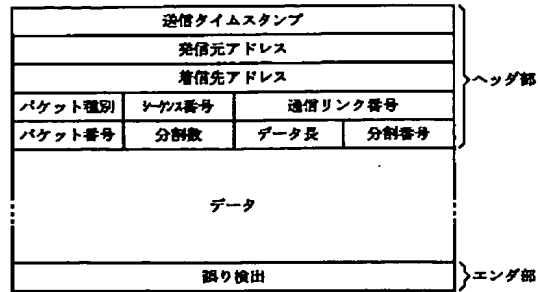 送信タイムスタンプ
発信元アドレス
着信先アドレス
ヘッダ部
パケット種別 シーケンス番号 通信リンク番号
パケット番号 分割数 データ長 分割番号
データ
誤り検出 エンダ部